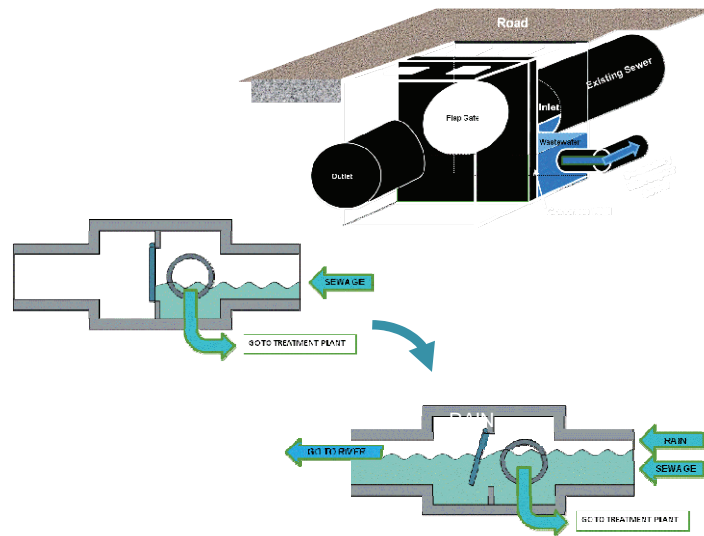 Road
Existing Sewer
Inlet
Flap Gate
Wastewater
Outlet
SEWAGE
GO TO TREATMENT PLANT
RAIN
RAIN
GO TO RIVER
SEWAGE
GO TO TREATMENT PLANT